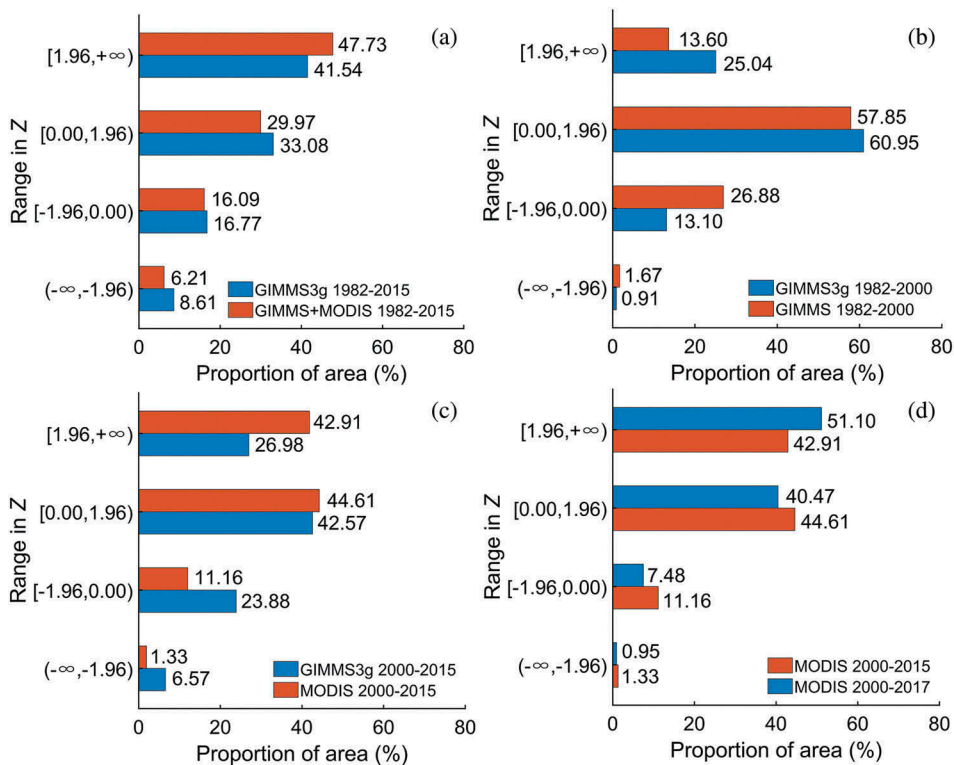 (a)
Range in Z
[1.96,+∞)
47.73
41.54
[0.00,1.96)
29.97
33.08
[-1.96,0.00)
16.09
16.77
(-∞,-1.96)
6.21
8.61
GIMMS3g 1982-2015
GIMMS+MODIS 1982-2015
0 20 40 60 80
Proportion of area (%)
(b)
Range in Z
[1.96,+∞)
13.60
25.04
[0.00,1.96)
57.85
60.95
[-1.96,0.00)
26.88
13.10
(-∞,-1.96)
1.67
0.91
GIMMS3g 1982-2000
GIMMS 1982-2000
0 20 40 60 80
Proportion of area (%)
(c)
Range in Z
[1.96,+∞)
42.91
26.98
[0.00,1.96)
44.61
42.57
[-1.96,0.00)
11.16
23.88
(-∞,-1.96)
1.33
6.57
GIMMS3g 2000-2015
MODIS 2000-2015
0 20 40 60 80
Proportion of area (%)
(d)
Range in Z
[1.96,+∞)
51.10
42.91
[0.00,1.96)
40.47
44.61
[-1.96,0.00)
7.48
11.16
(-∞,-1.96)
0.95
1.33
MODIS 2000-2015
MODIS 2000-2017
0 20 40 60 80
Proportion of area (%)